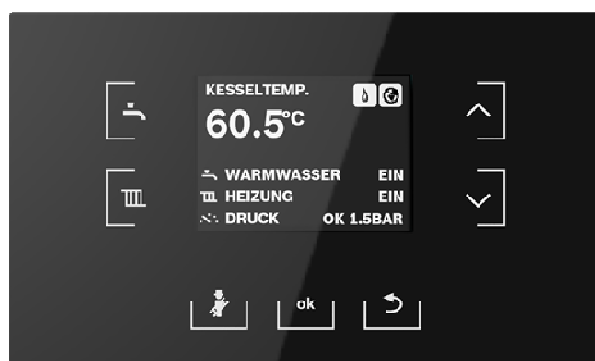 KESSELTEMP.
60.5°C
WARMWASSER EIN
HEIZUNG EIN
DRUCK OK 1.5BAR
ok